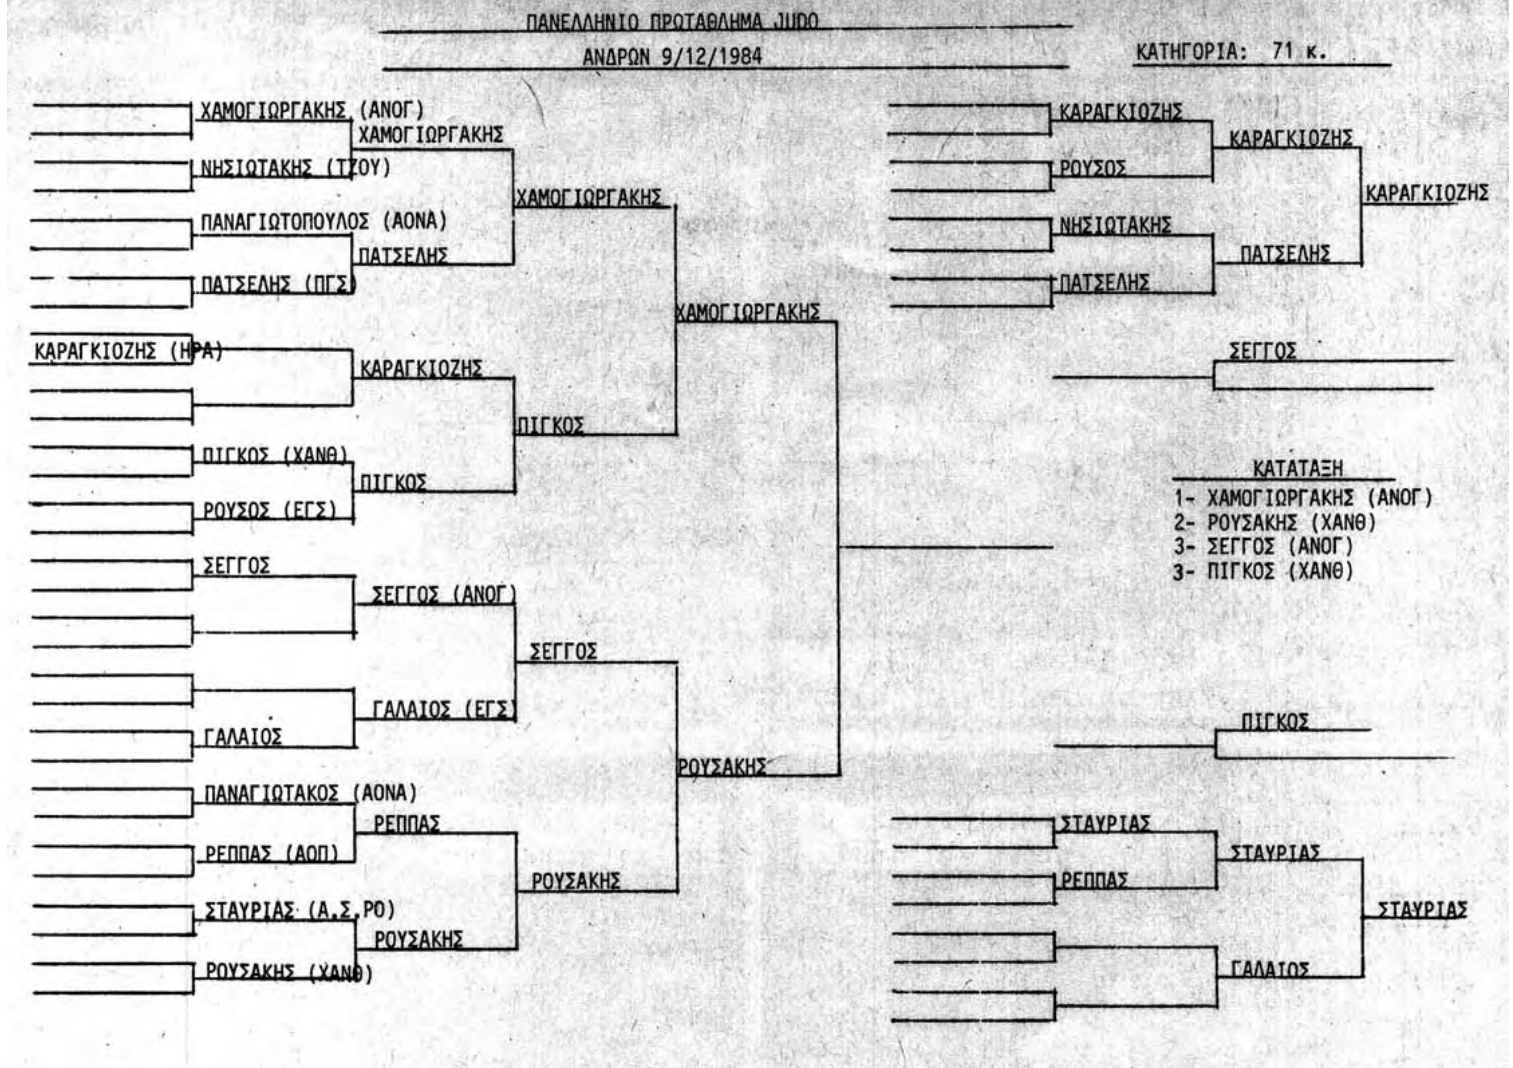 ΠΑΝΕΛΛΗΝΙΟ ΠΡΩΤΑΘΛΗΜΑ JUDO
ΑΝΔΡΩΝ 9/12/1984
ΚΑΤΗΓΟΡΙΑ: 71 κ.
ΧΑΜΟΓΙΩΡΓΑΚΗΣ (ΑΝΟΓ)
ΧΑΜΟΓΙΩΡΓΑΚΗΣ
ΝΗΣΙΩΤΑΚΗΣ (ΤΖΟΥ)
ΧΑΜΟΓΙΩΡΓΑΚΗΣ
ΠΑΝΑΓΙΩΤΟΠΟΥΛΟΣ (ΑΟΝΑ)
ΠΑΤΣΕΛΗΣ
ΠΑΤΣΕΛΗΣ (ΠΓΣ)
ΧΑΜΟΓΙΩΡΓΑΚΗΣ
ΚΑΡΑΓΚΙΟΖΗΣ (ΗΡΑ)
ΚΑΡΑΓΚΙΟΖΗΣ
ΠΙΓΚΟΣ
ΠΙΓΚΟΣ (ΧΑΝΘ)
ΠΙΓΚΟΣ
ΡΟΥΣΟΣ (ΕΓΣ)
ΣΕΓΓΟΣ
ΣΕΓΓΟΣ (ΑΝΟΓ)
ΣΕΓΓΟΣ
ΓΑΛΑΙΟΣ (ΕΓΣ)
ΓΑΛΑΙΟΣ
ΡΟΥΣΑΚΗΣ
ΠΑΝΑΓΙΩΤΑΚΟΣ (ΑΟΝΑ)
ΡΕΠΠΑΣ
ΡΕΠΠΑΣ (ΑΟΠ)
ΡΟΥΣΑΚΗΣ
ΣΤΑΥΡΙΑΣ (Α.Σ.ΡΟ)
ΡΟΥΣΑΚΗΣ
ΡΟΥΣΑΚΗΣ (ΧΑΝΘ)
ΚΑΡΑΓΚΙΟΖΗΣ
ΚΑΡΑΓΚΙΟΖΗΣ
ΡΟΥΣΟΣ
ΚΑΡΑΓΚΙΟΖΗΣ
ΝΗΣΙΩΤΑΚΗΣ
ΠΑΤΣΕΛΗΣ
ΠΑΤΣΕΛΗΣ
ΣΕΓΓΟΣ
ΚΑΤΑΤΑΞΗ
1- ΧΑΜΟΓΙΩΡΓΑΚΗΣ (ΑΝΟΓ)
2- ΡΟΥΣΑΚΗΣ (ΧΑΝΘ)
3- ΣΕΓΓΟΣ (ΑΝΟΓ)
3- ΠΙΓΚΟΣ (ΧΑΝΘ)
ΠΙΓΚΟΣ
ΣΤΑΥΡΙΑΣ
ΣΤΑΥΡΙΑΣ
ΡΕΠΠΑΣ
ΣΤΑΥΡΙΑΣ
ΓΑΛΑΙΟΣ